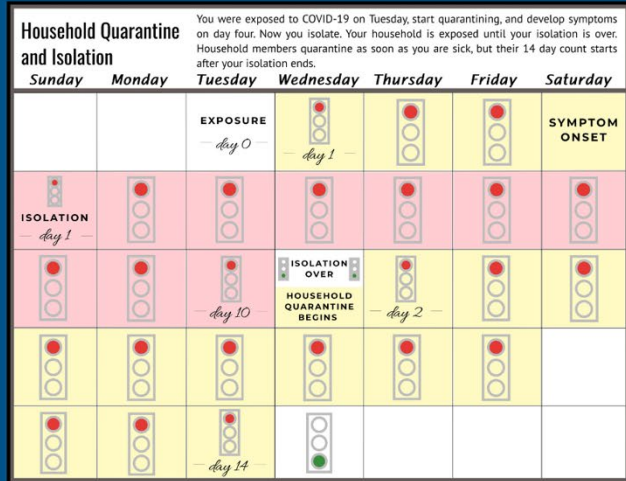 Household Quarantine
and Isolation
You were exposed to COVID-19 on Tuesday, start quarantining, and develop symptoms
on day four. Now you isolate. Your household is exposed until your isolation is over.
Household members quarantine as soon as you are sick, but their 14 day count starts
after your isolation ends.
Sunday Monday Tuesday Wednesday Thursday Friday Saturday
EXPOSURE
day 0
day 1
SYMPTOM
ONSET
ISOLATION
day 1
day 10
ISOLATION
OVER
HOUSEHOLD
QUARANTINE
BEGINS
day 2
day 14